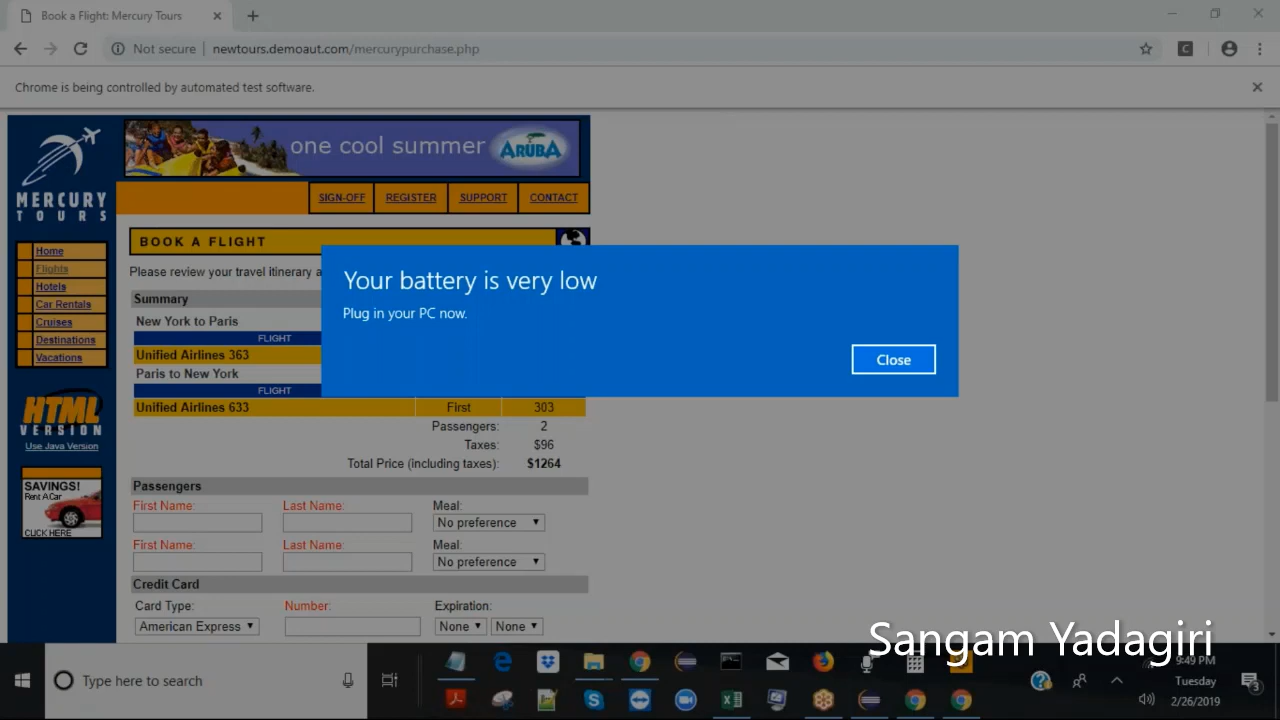 Book a Flight: Mercury Tours
Not secure
newtours.demoaut.com/mercurypurchase.php
Chrome is being controlled by automated test software.
one cool summer
ARUBA
MERCURY
TOURS
SIGN-OFF
REGISTER
SUPPORT
CONTACT
BOOK A FLIGHT
Home
Flights
Hotels
Car Rentals
Cruises
Destinations
Vacations
Please review your travel itinerary a
Your battery is very low
Plug in your PC now.
Close
Summary
New York to Paris
FLIGHT
Unified Airlines 363
Paris to New York
FLIGHT
Unified Airlines 633 First 303
Passengers: 2
Taxes: $96
Total Price (including taxes): $1264
HTML
VERSION
Use Java Version
SAVINGS!
Rent A Car
CLICK HERE
Passengers
First Name: Last Name: Meal:
No preference
First Name: Last Name: Meal:
No preference
Credit Card
Card Type: Number: Expiration:
American Express None None
Sangam Yadagiri
Type here to search
9:49 PM
Tuesday
2/26/2019
3